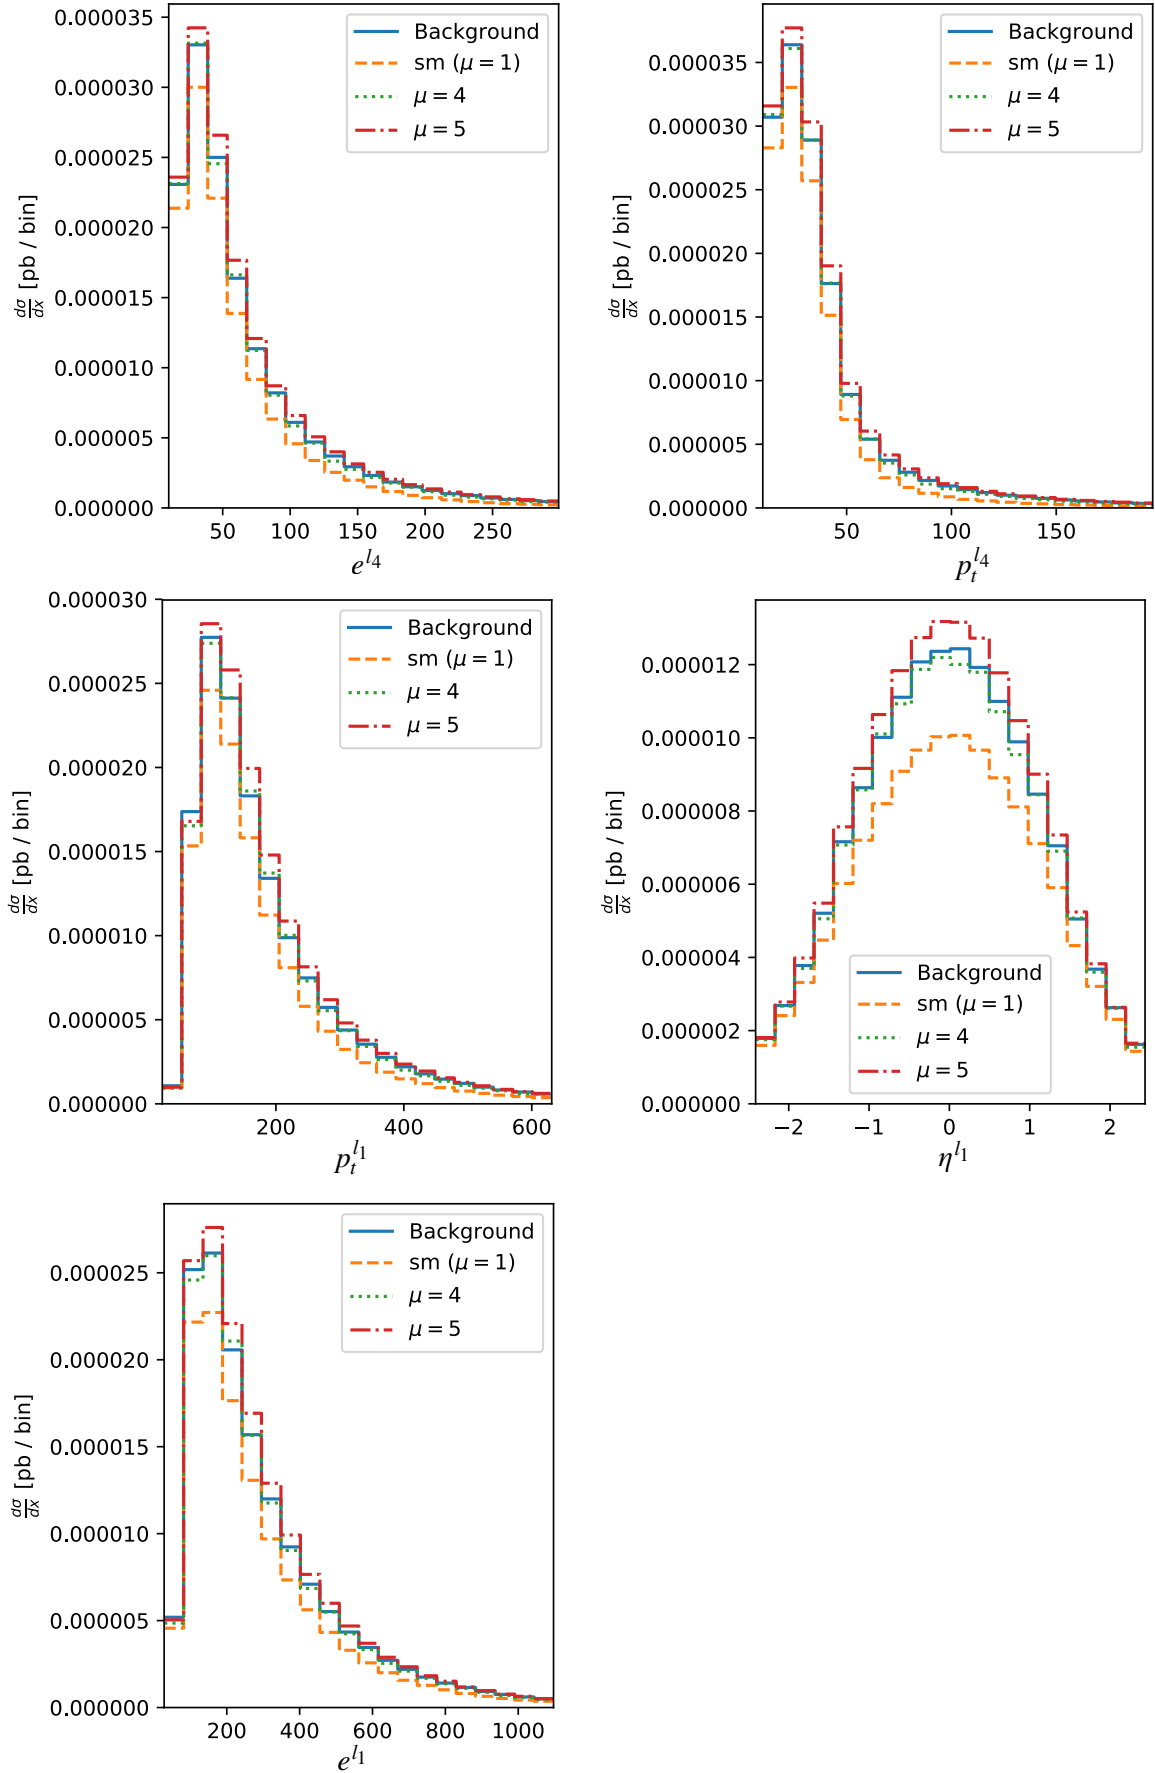 0.000035
0.000030
0.000025
0.000020
0.000015
0.000010
0.000005
0.000000
dσ/dx [pb / bin]
Background
sm (μ = 1)
μ = 4
μ = 5
50 100 150 200 250
e^{l_4}
0.000035
0.000030
0.000025
0.000020
0.000015
0.000010
0.000005
0.000000
dσ/dx [pb / bin]
Background
sm (μ = 1)
μ = 4
μ = 5
50 100 150
p_t^{l_4}
0.000030
0.000025
0.000020
0.000015
0.000010
0.000005
0.000000
dσ/dx [pb / bin]
Background
sm (μ = 1)
μ = 4
μ = 5
200 400 600
p_t^{l_1}
0.000012
0.000010
0.000008
0.000006
0.000004
0.000002
0.000000
dσ/dx [pb / bin]
Background
sm (μ = 1)
μ = 4
μ = 5
−2 −1 0 1 2
η^{l_1}
0.000025
0.000020
0.000015
0.000010
0.000005
0.000000
dσ/dx [pb / bin]
Background
sm (μ = 1)
μ = 4
μ = 5
200 400 600 800 1000
e^{l_1}